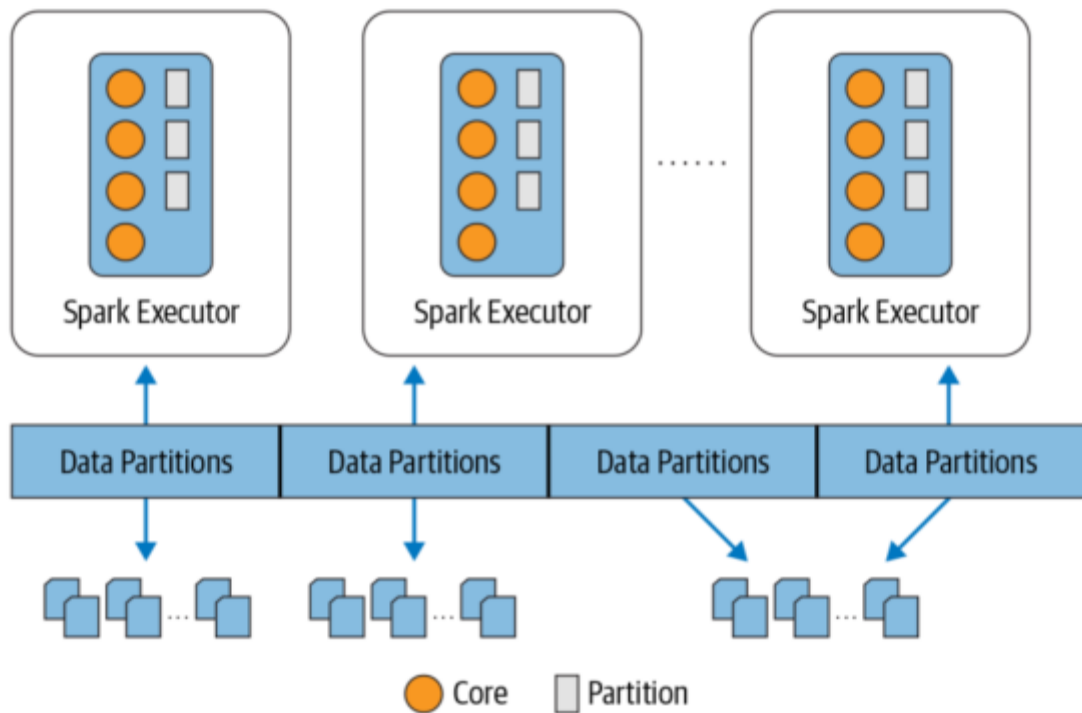 Spark Executor
Spark Executor
......
Spark Executor
Data Partitions
Data Partitions
Data Partitions
Data Partitions
...
...
...
Core
Partition